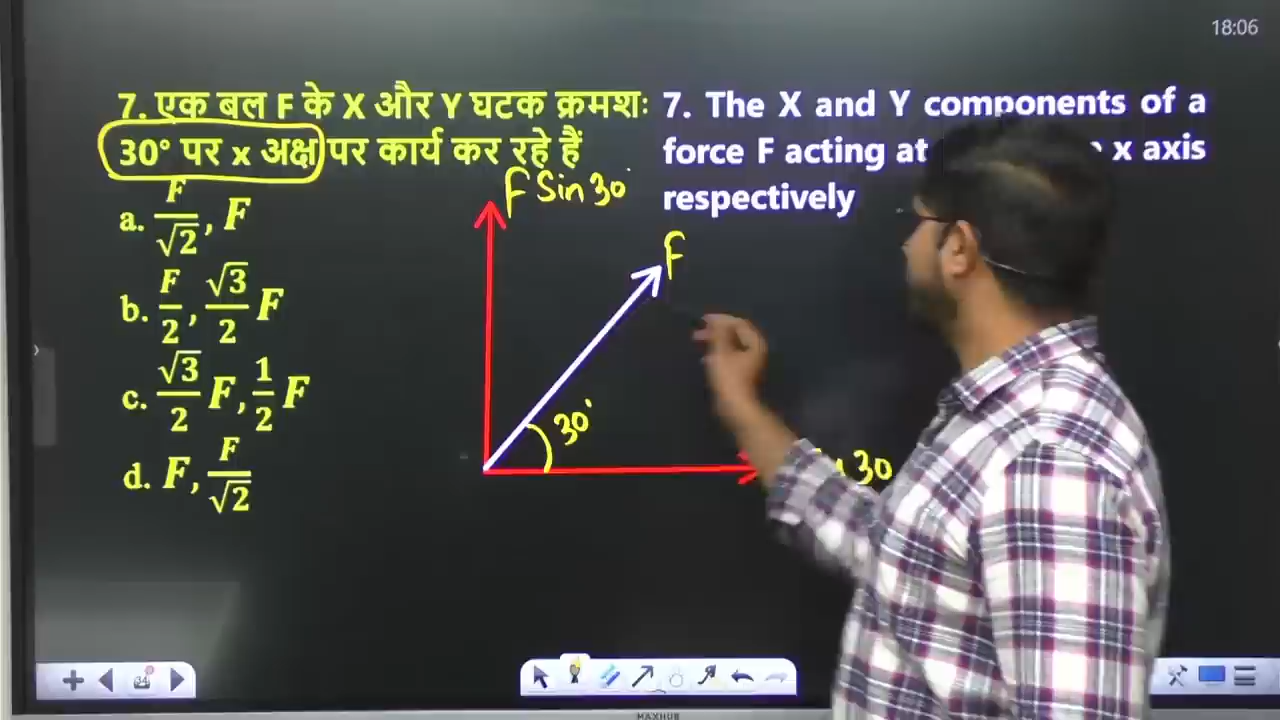 18:06
7. एक बल F के X और Y घटक क्रमशः
30° पर x अक्ष पर कार्य कर रहे हैं
a. F/√2, F
b. F/2, √3/2 F
c. √3/2 F, 1/2 F
d. F, F/√2
7. The X and Y components of a
force F acting at x axis
respectively
F Sin 30°
F
30°
30
34
MAXHUB